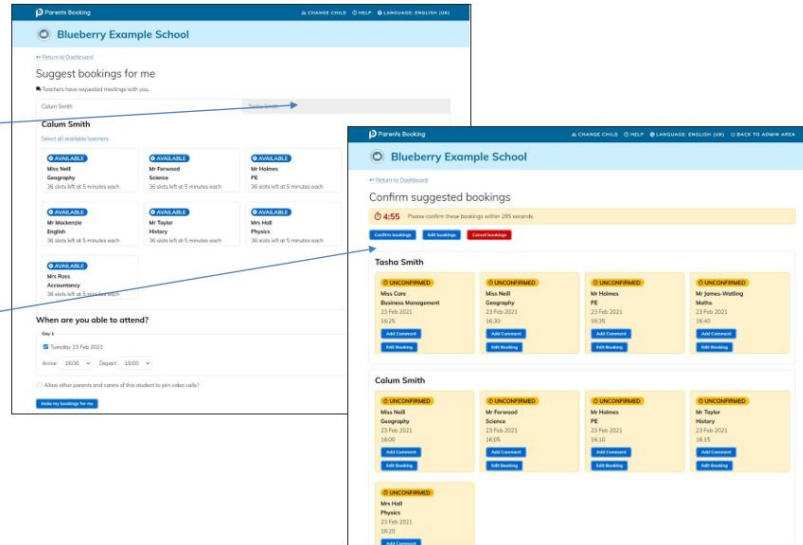 Parents Booking
CHANGE CHILD HELP LANGUAGE: ENGLISH (UK)
Blueberry Example School
Return to Dashboard
Suggest bookings for me
Teachers have requested meetings with you.
Calum Smith Tasha Smith
Calum Smith
Select all available teachers
AVAILABLE
Miss Neill
Geography
36 slots left at 5 minutes each
AVAILABLE
Mr Forwood
Science
36 slots left at 5 minutes each
AVAILABLE
Mr Holmes
PE
36 slots left at 5 minutes each
AVAILABLE
Mr Mackenzie
English
36 slots left at 5 minutes each
AVAILABLE
Mr Taylor
History
36 slots left at 5 minutes each
AVAILABLE
Mrs Hall
Physics
36 slots left at 5 minutes each
AVAILABLE
Mrs Ross
Accountancy
36 slots left at 5 minutes each
When are you able to attend?
Day 1
Tuesday 23 Feb 2021
Arrive: 16:00 Depart: 19:00
Allow other parents and carers of this student to join video calls?
Make my bookings for me
Parents Booking
CHANGE CHILD HELP LANGUAGE: ENGLISH (UK) BACK TO ADMIN AREA
Blueberry Example School
Return to Dashboard
Confirm suggested bookings
4:55 Please confirm these bookings within 295 seconds.
Confirm bookings Edit bookings Cancel bookings
Tasha Smith
UNCONFIRMED
Miss Care
Business Management
23 Feb 2021
16:25
Add Comment
Edit Booking
UNCONFIRMED
Miss Neill
Geography
23 Feb 2021
16:30
Add Comment
Edit Booking
UNCONFIRMED
Mr Holmes
PE
23 Feb 2021
16:35
Add Comment
Edit Booking
UNCONFIRMED
Mr James-Watling
Maths
23 Feb 2021
16:40
Add Comment
Edit Booking
Calum Smith
UNCONFIRMED
Miss Neill
Geography
23 Feb 2021
16:00
Add Comment
Edit Booking
UNCONFIRMED
Mr Forwood
Science
23 Feb 2021
16:05
Add Comment
Edit Booking
UNCONFIRMED
Mr Holmes
PE
23 Feb 2021
16:10
Add Comment
Edit Booking
UNCONFIRMED
Mr Taylor
History
23 Feb 2021
16:15
Add Comment
Edit Booking
UNCONFIRMED
Mrs Hall
Physics
23 Feb 2021
16:20
Add Comment